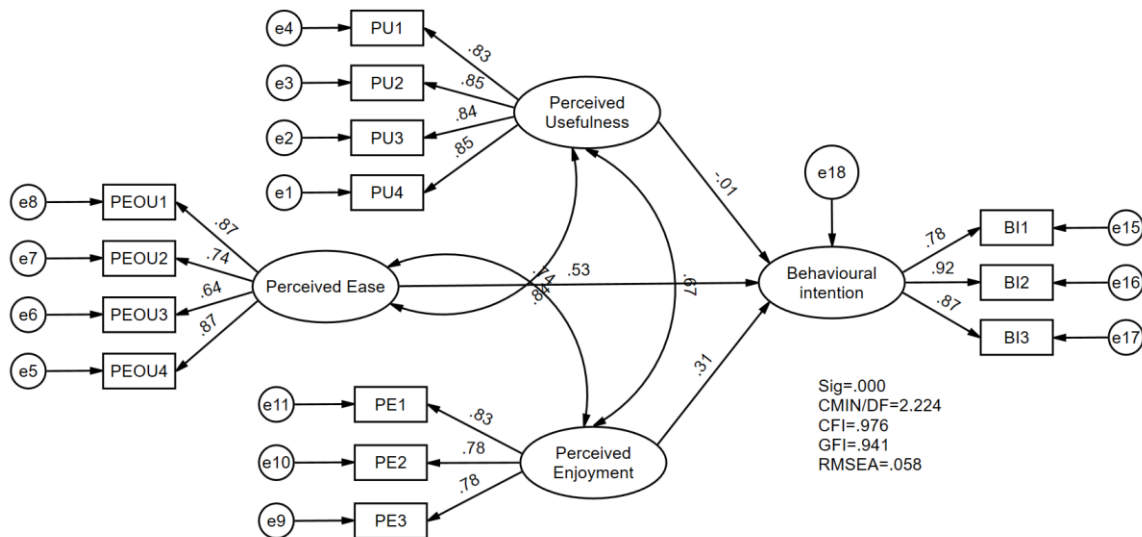 e4
PU1
.83
e3
PU2
.85
e2
PU3
.84
e1
PU4
.85
Perceived
Usefulness
-.01
e18
e8
PEOU1
.87
e7
PEOU2
.74
e6
PEOU3
.64
e5
PEOU4
.87
Perceived Ease
.74
.84
.53
.67
Behavioural
intention
.78
BI1
e15
.92
BI2
e16
.87
BI3
e17
.31
e11
PE1
.83
e10
PE2
.78
e9
PE3
.78
Perceived
Enjoyment
Sig=.000
CMIN/DF=2.224
CFI=.976
GFI=.941
RMSEA=.058